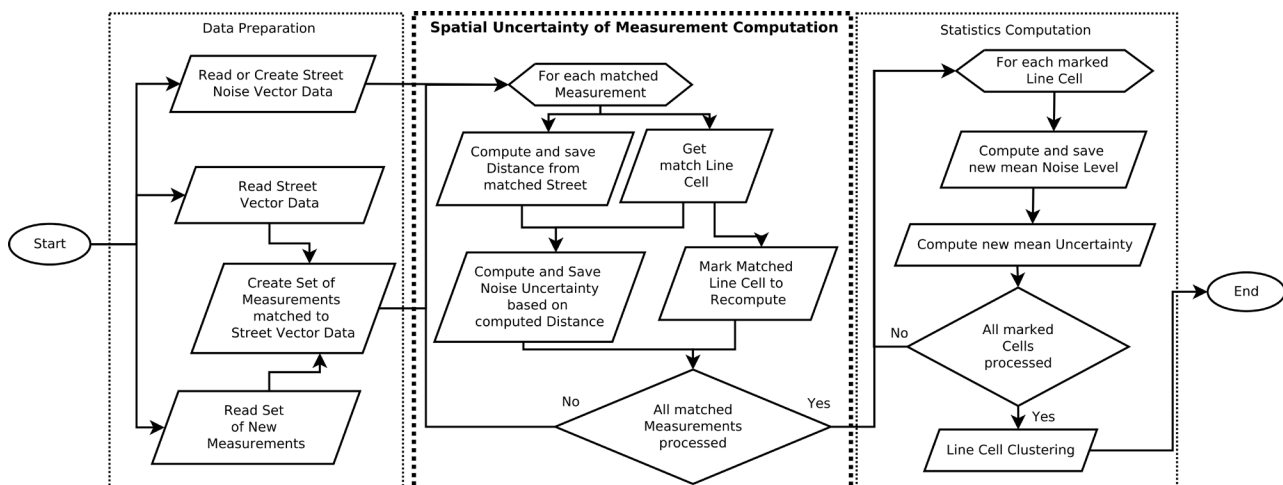 Data Preparation
Spatial Uncertainty of Measurement Computation
Statistics Computation
Start
Read or Create Street
Noise Vector Data
Read Street
Vector Data
Create Set of
Measurements
matched to
Street Vector Data
Read Set
of New
Measurements
For each matched
Measurement
Compute and save
Distance from
matched Street
Get
match Line
Cell
Compute and Save
Noise Uncertainty
based on
computed Distance
Mark Matched
Line Cell to
Recompute
No
All matched
Measurements
processed
Yes
For each marked
Line Cell
Compute and save
new mean Noise Level
Compute new mean Uncertainty
No
All marked
Cells
processed
Yes
Line Cell Clustering
End